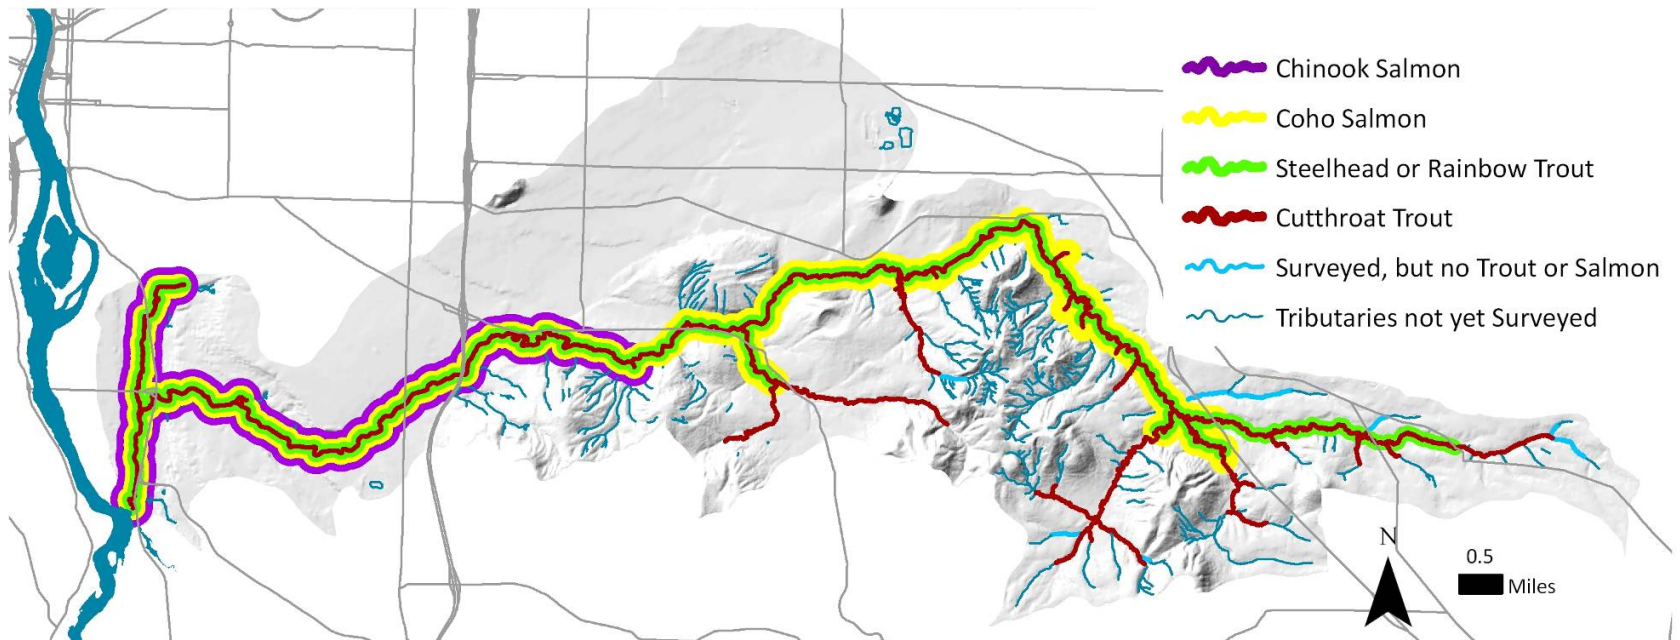 Chinook Salmon
Coho Salmon
Steelhead or Rainbow Trout
Cutthroat Trout
Surveyed, but no Trout or Salmon
Tributaries not yet Surveyed
N
0.5
Miles